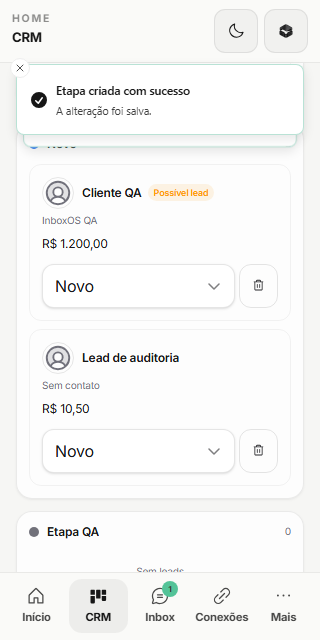 HOME
CRM
Etapa criada com sucesso
A alteração foi salva.
Cliente QA Possível lead
InboxOS QA
R$ 1.200,00
Novo
Lead de auditoria
Sem contato
R$ 10,50
Novo
Etapa QA 0
Sem leads
Início CRM Inbox 1 Conexões Mais